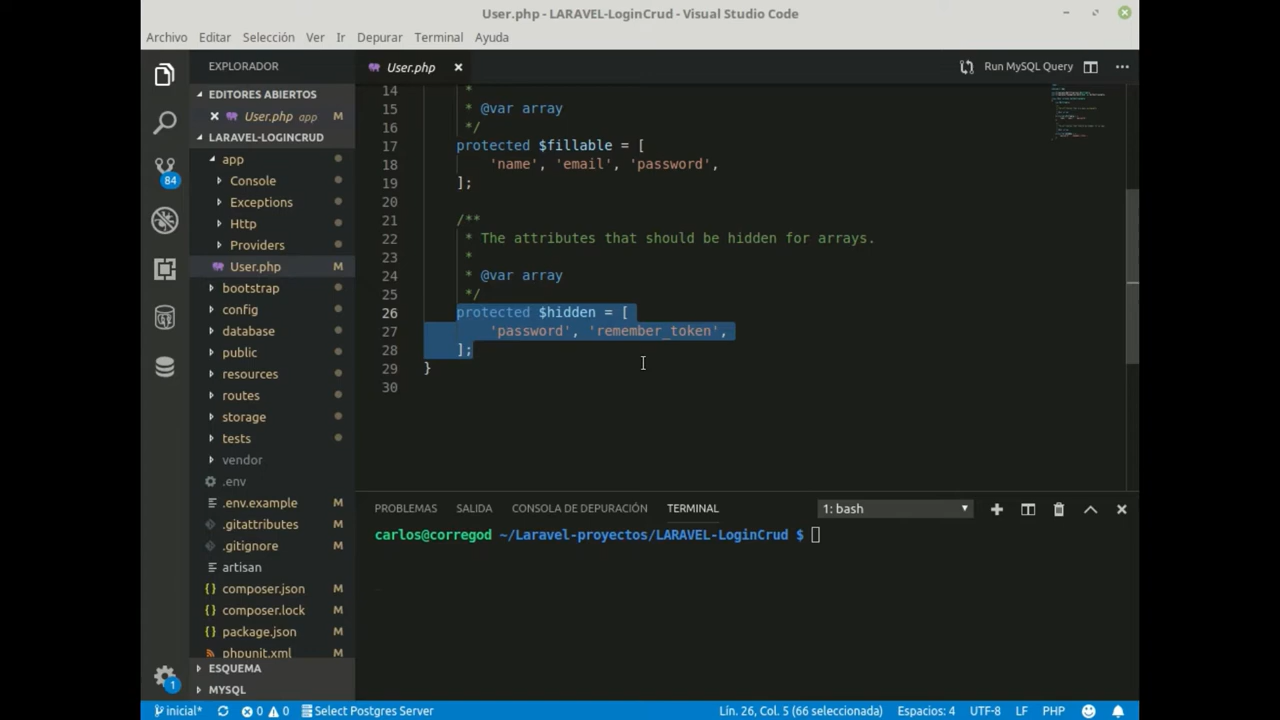 User.php - LARAVEL-LoginCrud - Visual Studio Code
Archivo Editar Selección Ver Ir Depurar Terminal Ayuda
EXPLORADOR
EDITORES ABIERTOS
User.php app M
LARAVEL-LOGINCRUD
app
Console
Exceptions
Http
Providers
User.php M
bootstrap
config
database
public
resources
routes
storage
tests
vendor
.env
.env.example M
.gitattributes M
.gitignore M
artisan
composer.json M
composer.lock M
package.json M
phpunit.xml M
ESQUEMA
MYSQL
84
1
User.php
Run MySQL Query
14 *
15 * @var array
16 */
17 protected $fillable = [
18 'name', 'email', 'password',
19 ];
20
21 /**
22 * The attributes that should be hidden for arrays.
23 *
24 * @var array
25 */
26 protected $hidden = [
27 'password', 'remember_token',
28 ];
29 }
30
PROBLEMAS SALIDA CONSOLA DE DEPURACIÓN TERMINAL 1: bash
carlos@corregod ~/Laravel-proyectos/LARAVEL-LoginCrud $
inicial* 0 0 Select Postgres Server Lín. 26, Col. 5 (66 seleccionada) Espacios: 4 UTF-8 LF PHP